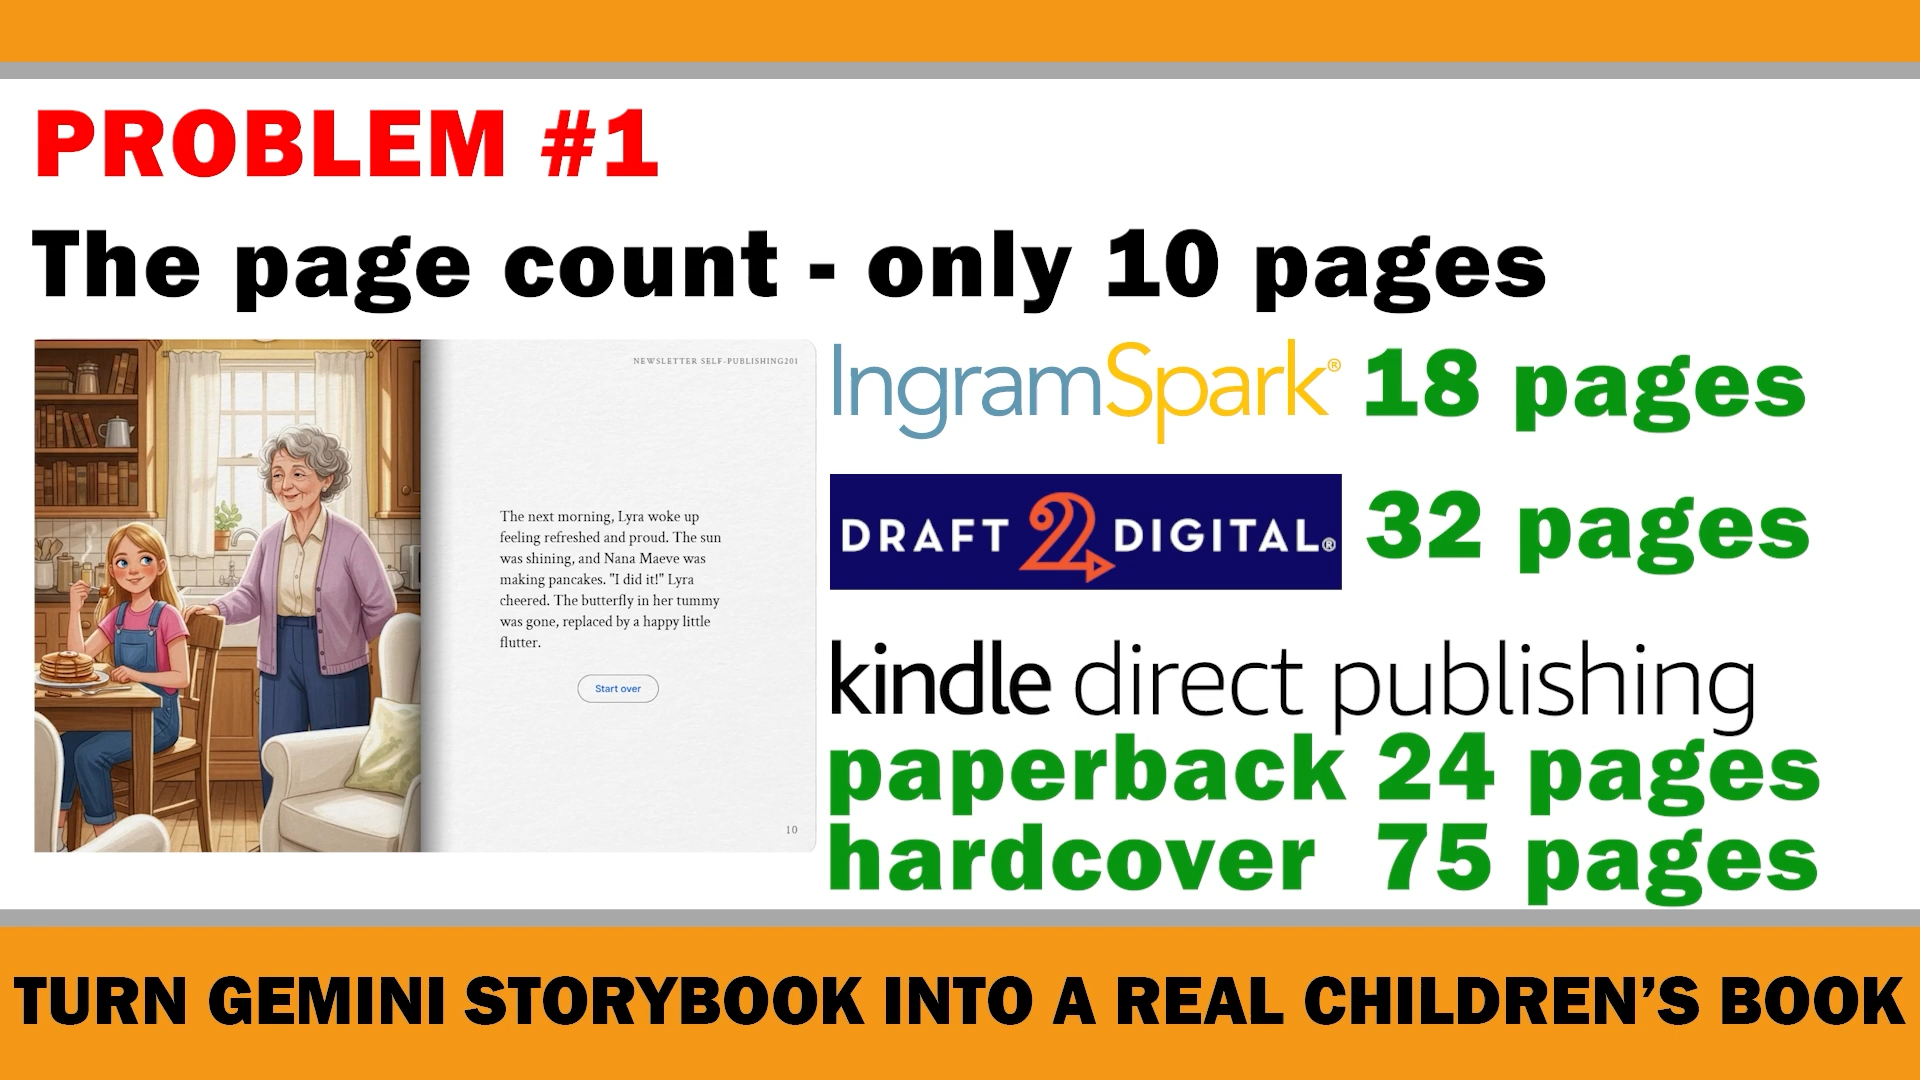 PROBLEM #1
The page count - only 10 pages
NEWSLETTER SELF-PUBLISHING201
The next morning, Lyra woke up
feeling refreshed and proud. The sun
was shining, and Nana Maeve was
making pancakes. "I did it!" Lyra
cheered. The butterfly in her tummy
was gone, replaced by a happy little
flutter.
Start over
10
IngramSpark® 18 pages
DRAFT 2 DIGITAL® 32 pages
kindle direct publishing
paperback 24 pages
hardcover 75 pages
TURN GEMINI STORYBOOK INTO A REAL CHILDREN’S BOOK